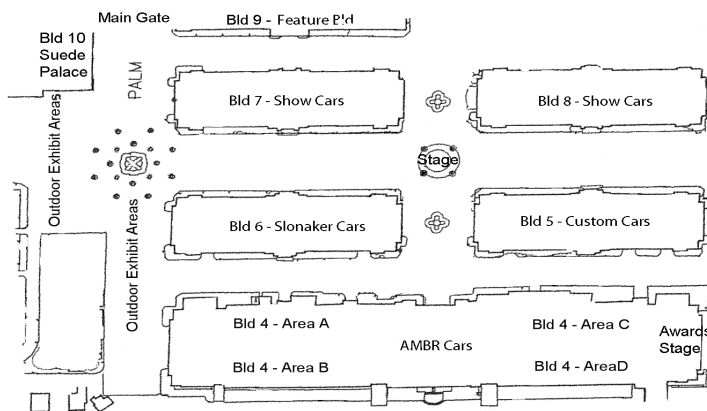 Main Gate
Bld 9 - Feature Bld
Bld 10
Suede
Palace
PALM
Bld 7 - Show Cars
Bld 8 - Show Cars
Outdoor Exhibit Areas
Stage
Bld 6 - Slonaker Cars
Bld 5 - Custom Cars
Outdoor Exhibit Areas
Bld 4 - Area A
Bld 4 - Area C
AMBR Cars
Awards
Stage
Bld 4 - Area B
Bld 4 - AreaD